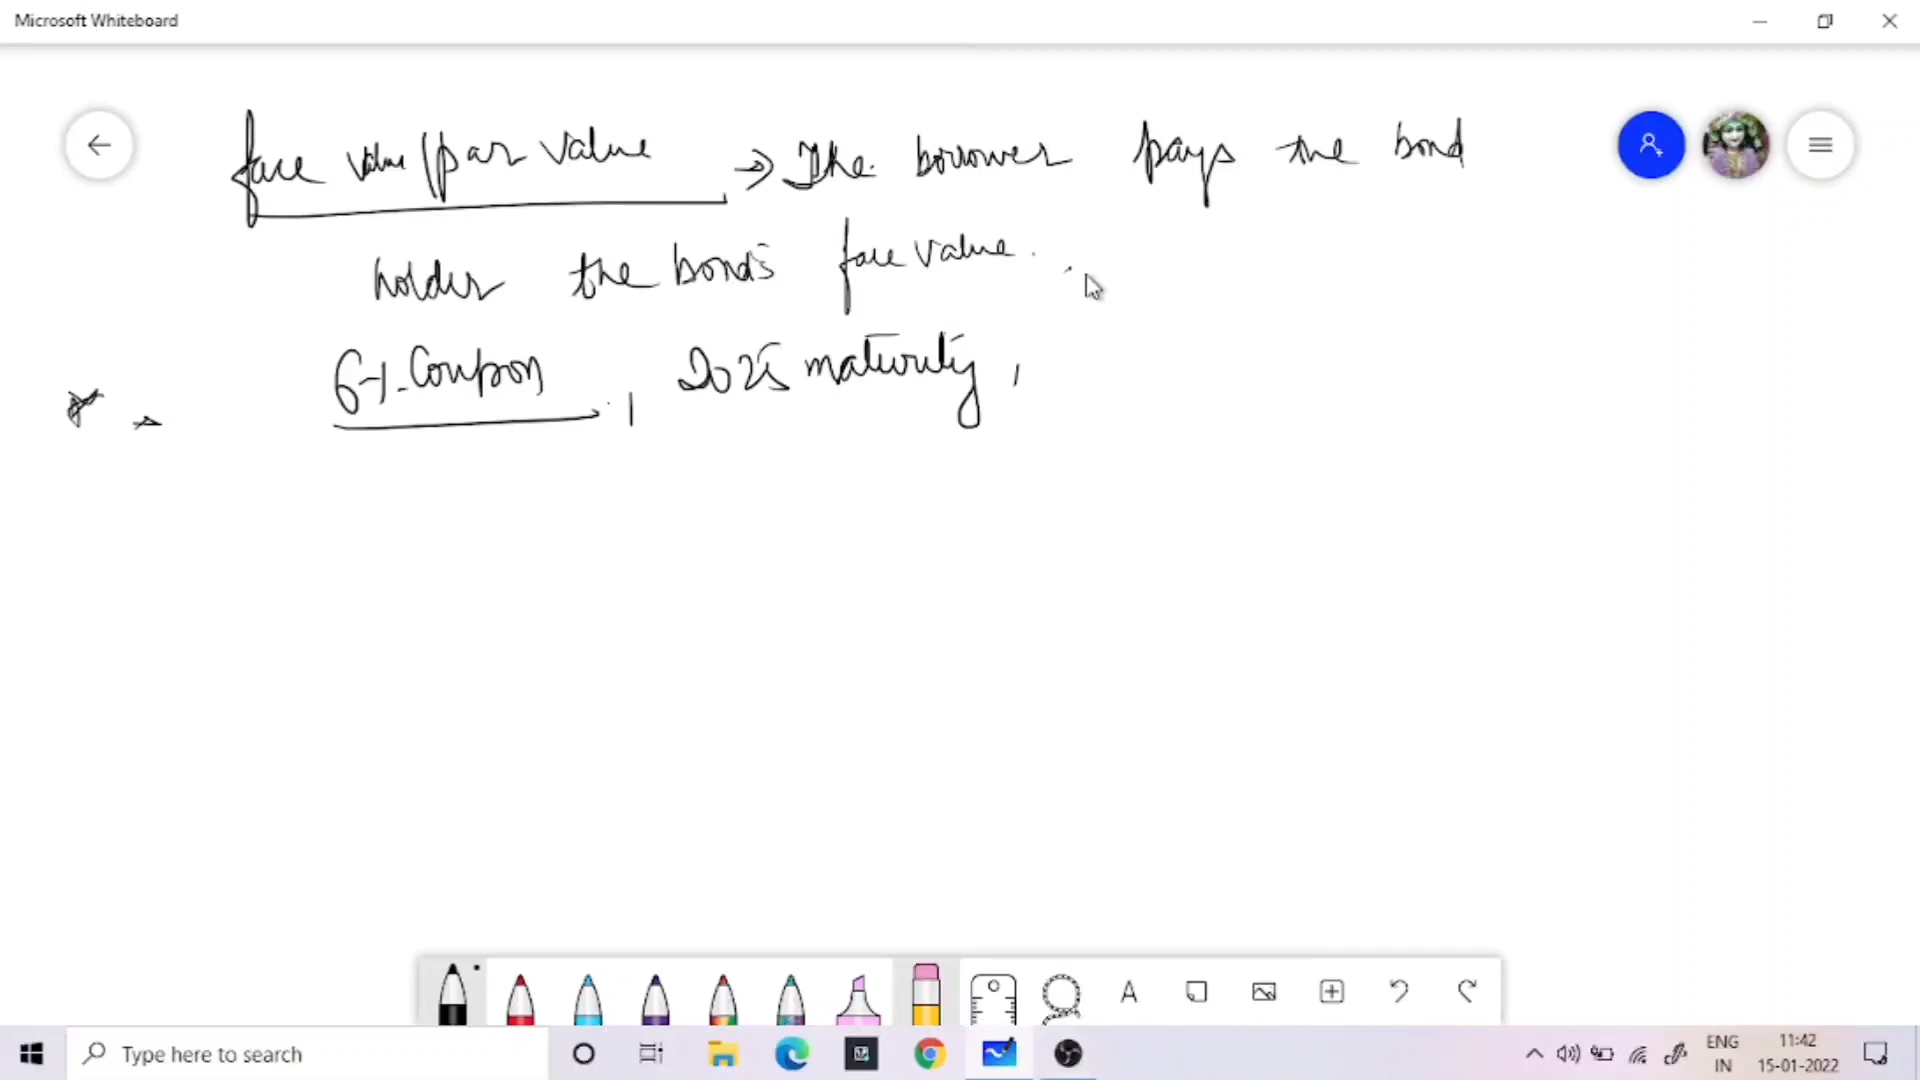 Microsoft Whiteboard
face value/par value → The borrower pays the bond
holder the bond's face value.
6% Coupon, 2025 maturity,
Type here to search
ENG
IN
11:42
15-01-2022